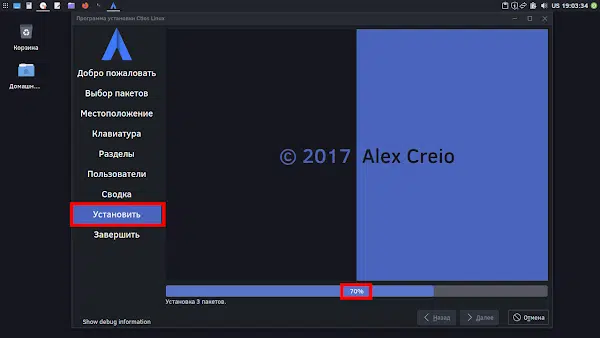 US 19:03:34
Программа установки Ctlos Linux
Корзина
Домашн...
Добро пожаловать
Выбор пакетов
Местоположение
Клавиатура
Разделы
Пользователи
Сводка
Установить
Завершить
© 2017 Alex Creio
70%
Установка 3 пакетов.
Show debug information
Назад
Далее
Отмена